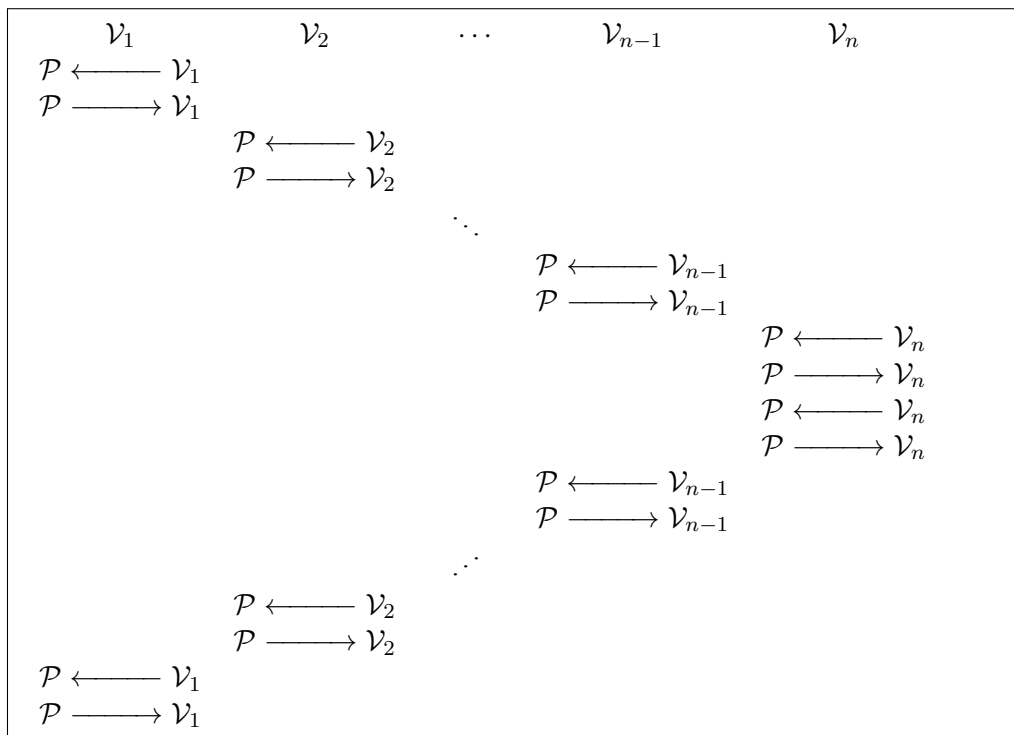 𝒱₁ 𝒱₂ ⋯ 𝒱ₙ₋₁ 𝒱ₙ
𝒫 ⟵ 𝒱₁
𝒫 ⟶ 𝒱₁
𝒫 ⟵ 𝒱₂
𝒫 ⟶ 𝒱₂
⋱
𝒫 ⟵ 𝒱ₙ₋₁
𝒫 ⟶ 𝒱ₙ₋₁
𝒫 ⟵ 𝒱ₙ
𝒫 ⟶ 𝒱ₙ
𝒫 ⟵ 𝒱ₙ
𝒫 ⟶ 𝒱ₙ
𝒫 ⟵ 𝒱ₙ₋₁
𝒫 ⟶ 𝒱ₙ₋₁
⋰
𝒫 ⟵ 𝒱₂
𝒫 ⟶ 𝒱₂
𝒫 ⟵ 𝒱₁
𝒫 ⟶ 𝒱₁